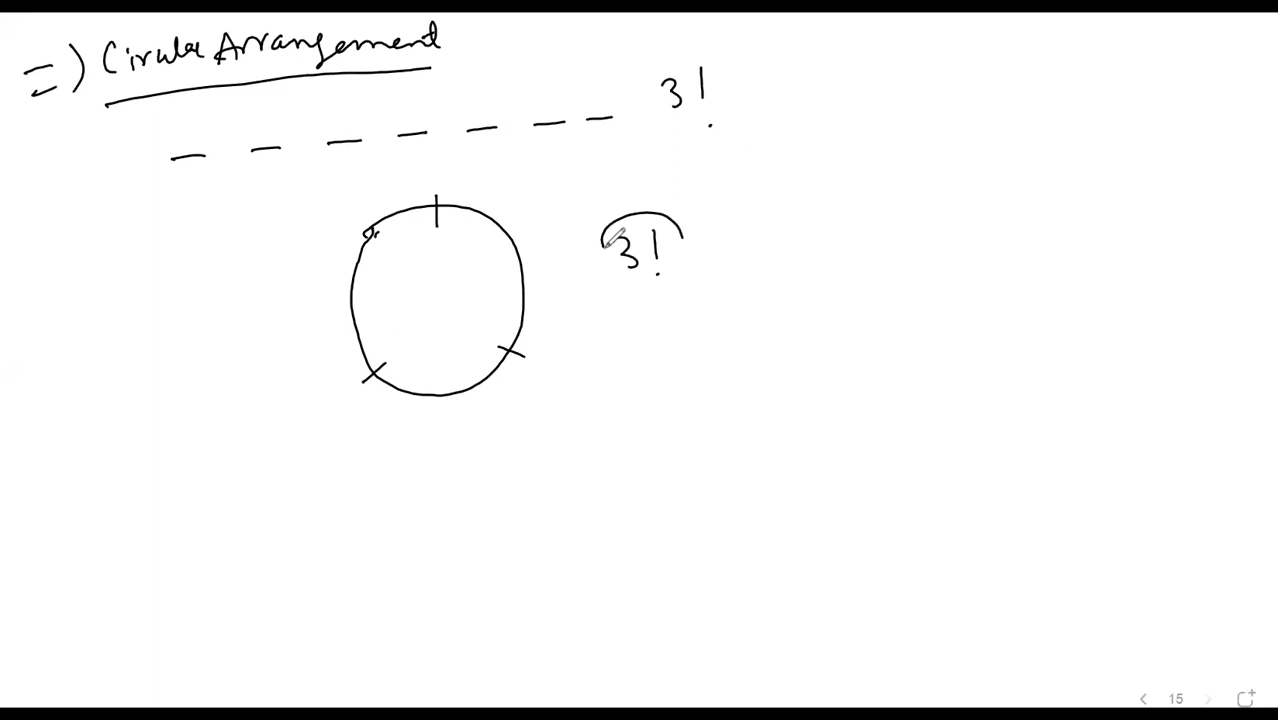 =) Circular Arrangement
3!
_ _ _ _ _ _ _
3!
15